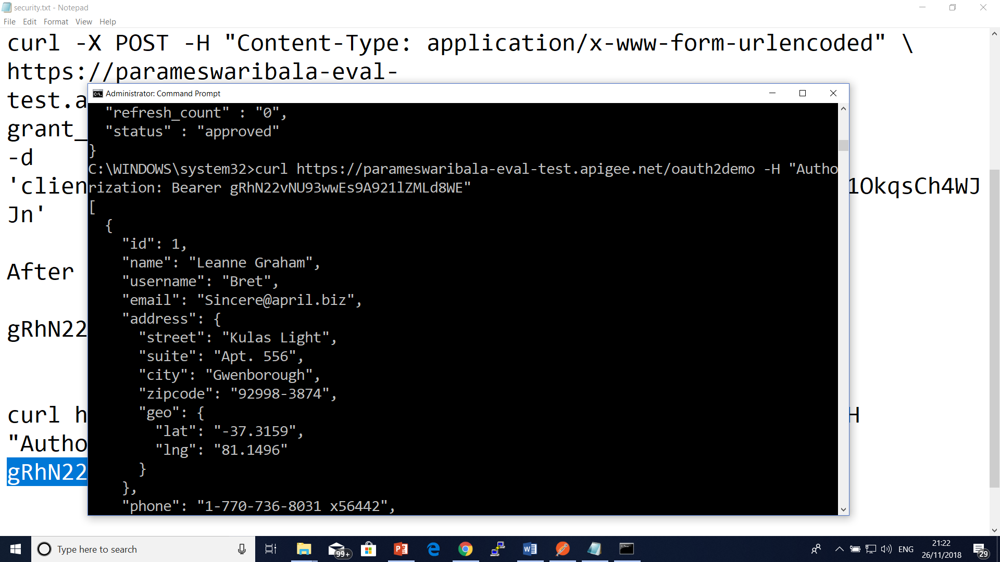 security.txt - Notepad
File Edit Format View Help
curl -X POST -H "Content-Type: application/x-www-form-urlencoded" \
https://parameswaribala-eval-
test.a
grant_
-d
'clien
1OkqsCh4WJ
Jn'
After
gRhN22
curl h
H
"Autho
gRhN22
Administrator: Command Prompt
"refresh_count" : "0",
"status" : "approved"
}
C:\WINDOWS\system32>curl https://parameswaribala-eval-test.apigee.net/oauth2demo -H "Autho
rization: Bearer gRhN22vNU93wwEs9A921lZMLd8WE"
[
{
"id": 1,
"name": "Leanne Graham",
"username": "Bret",
"email": "Sincere@april.biz",
"address": {
"street": "Kulas Light",
"suite": "Apt. 556",
"city": "Gwenborough",
"zipcode": "92998-3874",
"geo": {
"lat": "-37.3159",
"lng": "81.1496"
}
},
"phone": "1-770-736-8031 x56442",
Type here to search
99+
ENG
21:22
26/11/2018
29